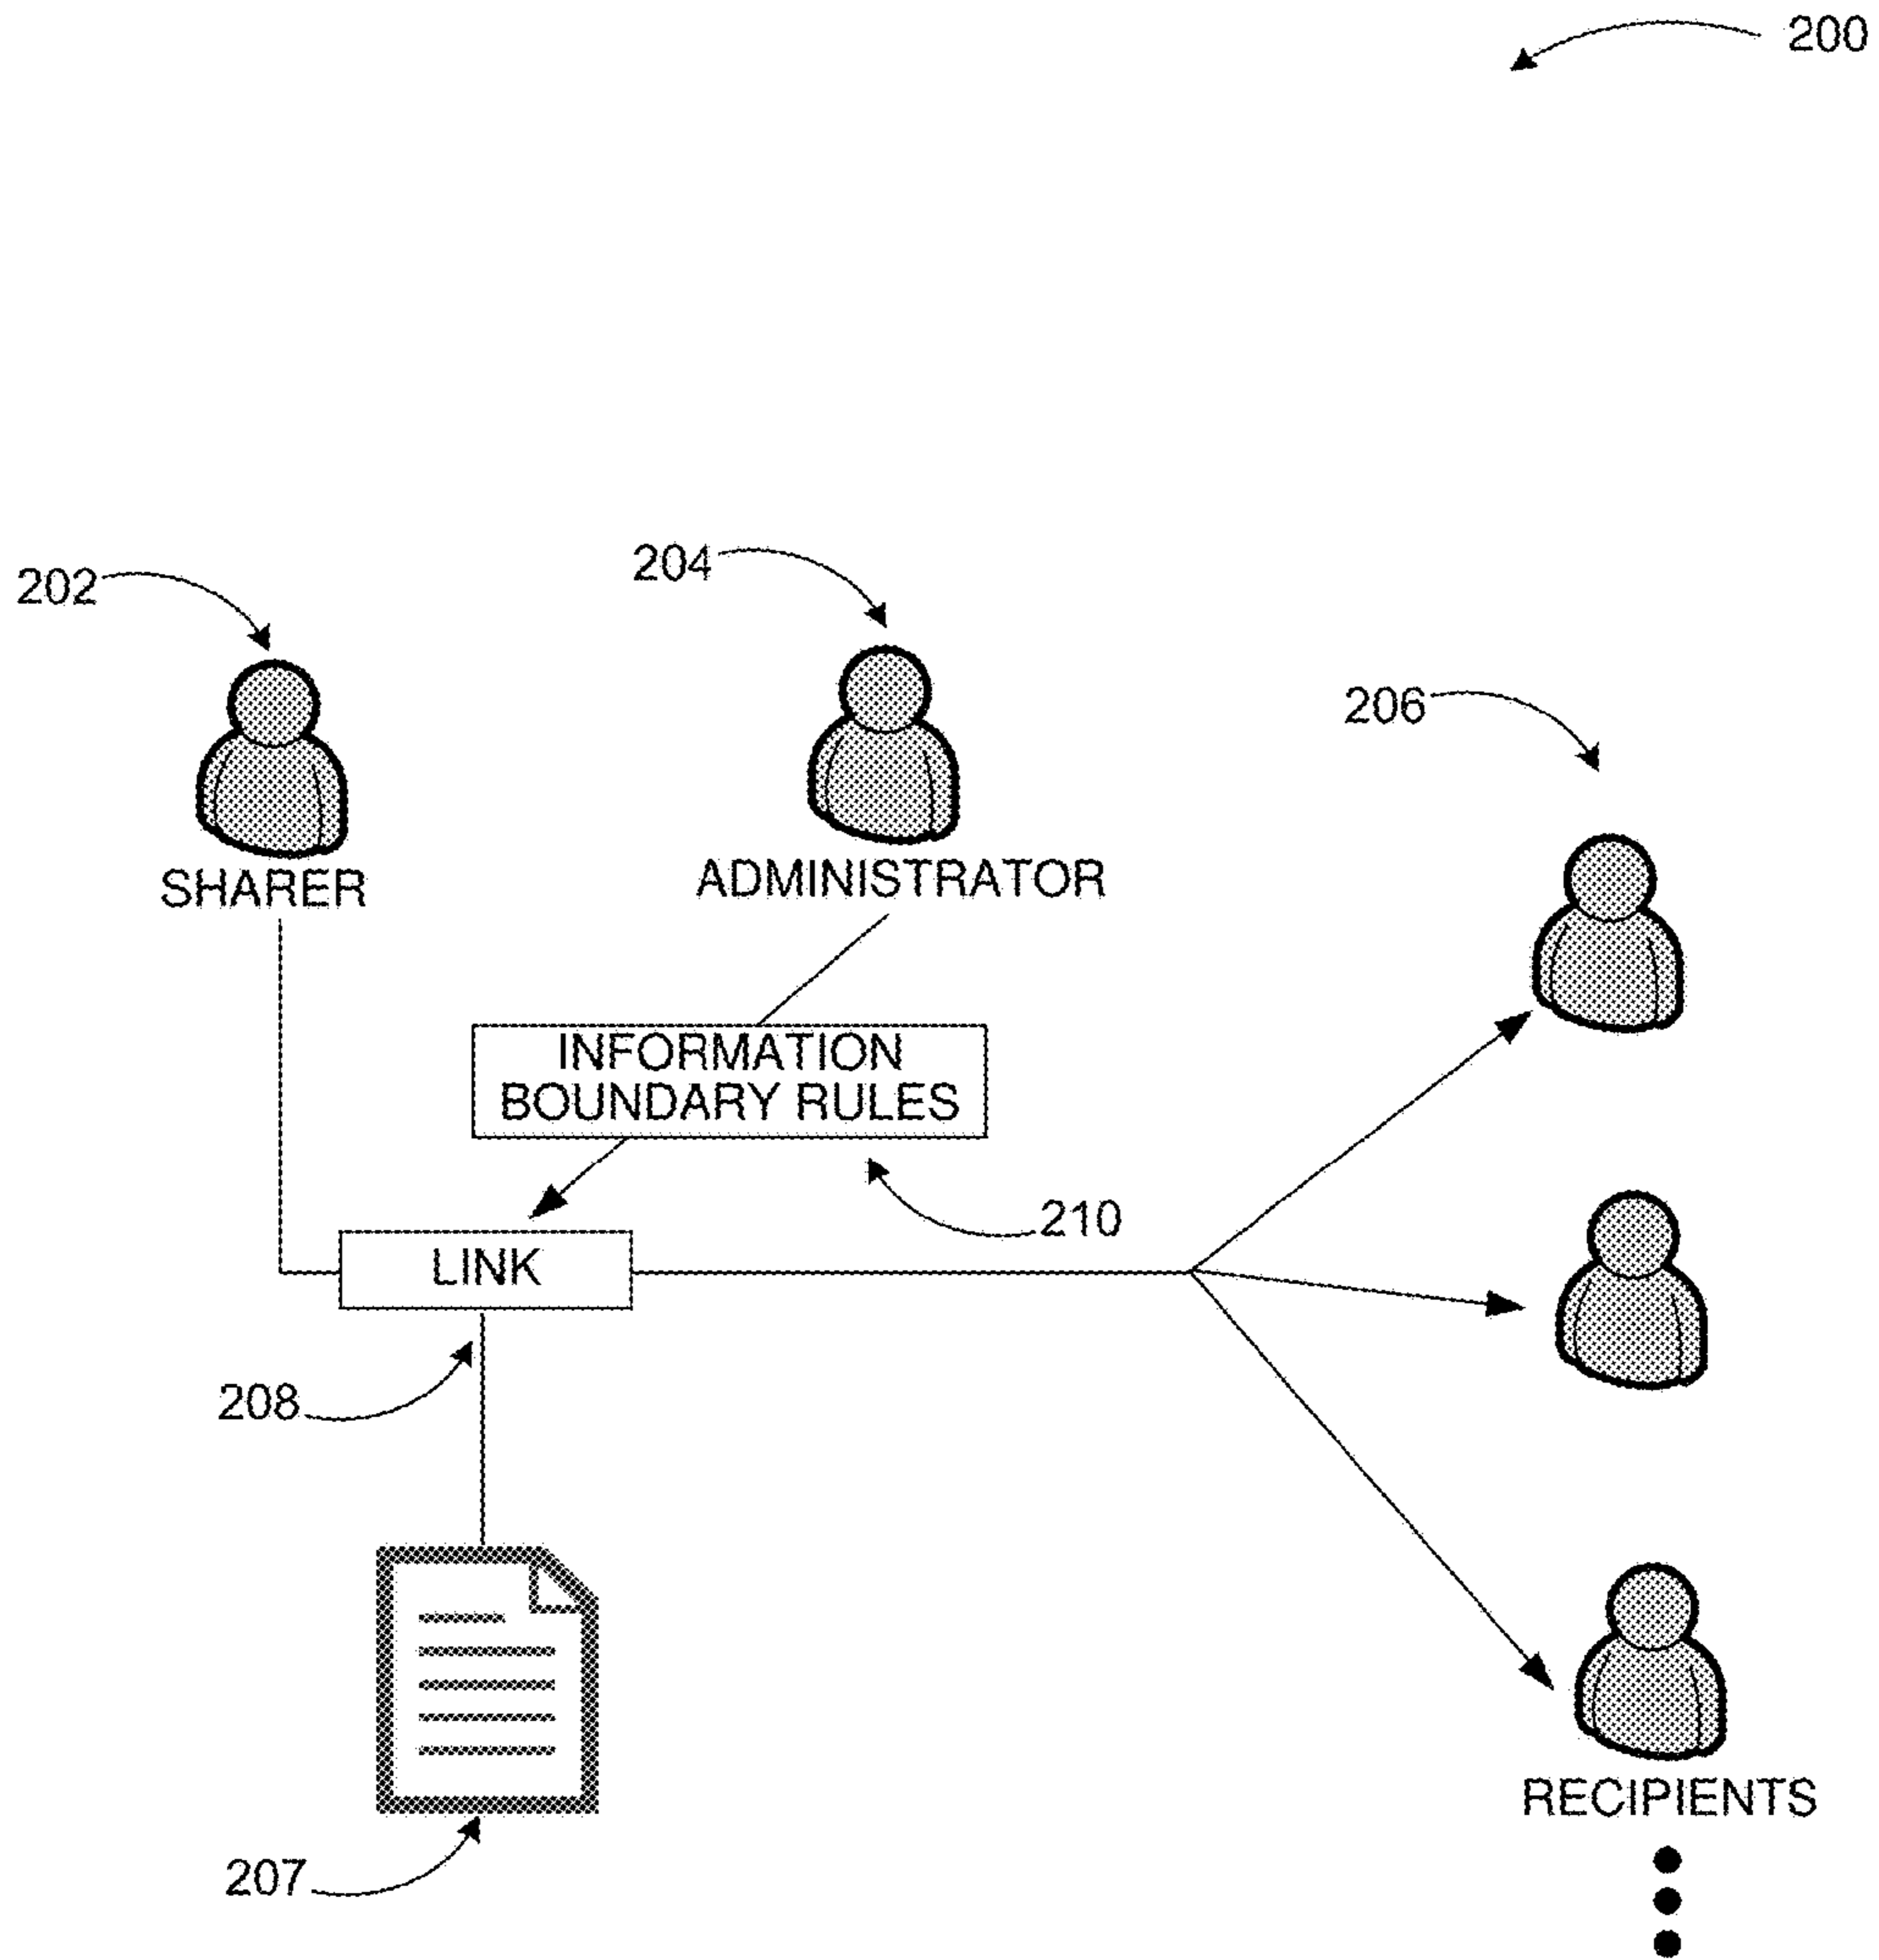 200
204
202
206
SHARER
ADMINISTRATOR
INFORMATION
BOUNDARY RULES
210
LINK
208
RECIPIENTS
207